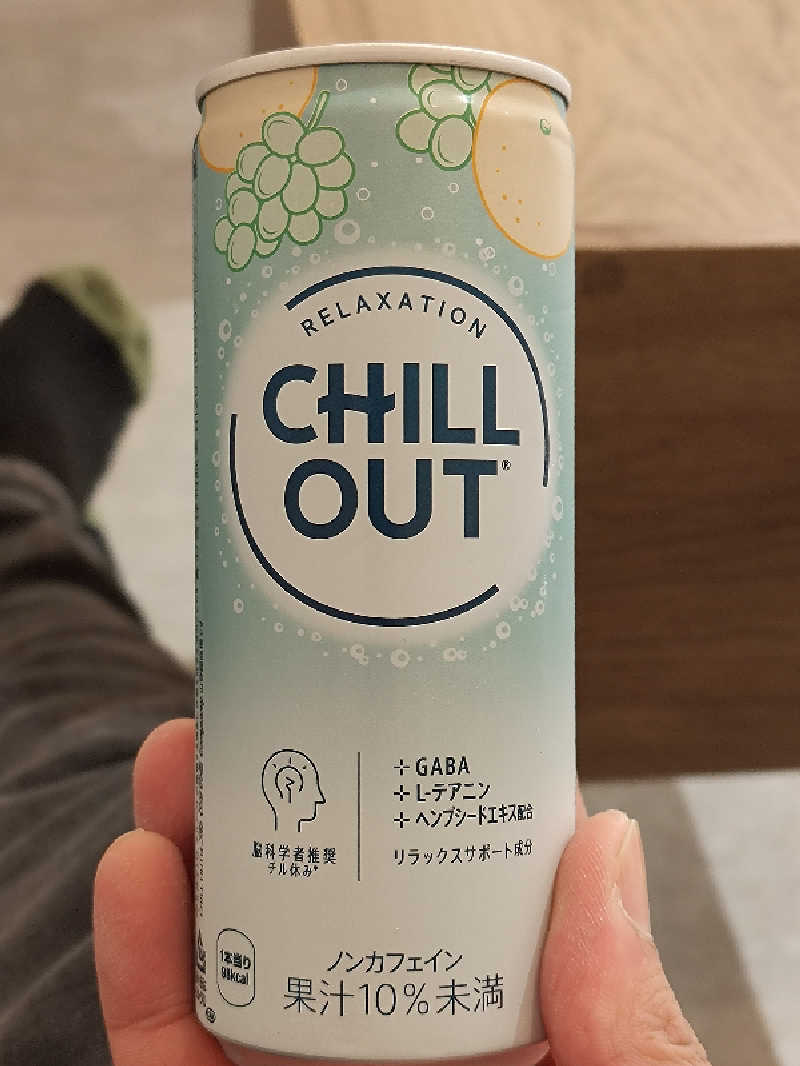 RELAXATION
CHILL
OUT®
+ GABA
+ L-テアニン
+ ヘンプシードエキス配合
リラックスサポート成分
脳科学者推奨
チル休み*
1本当り
ノンカフェイン
果汁10%未満